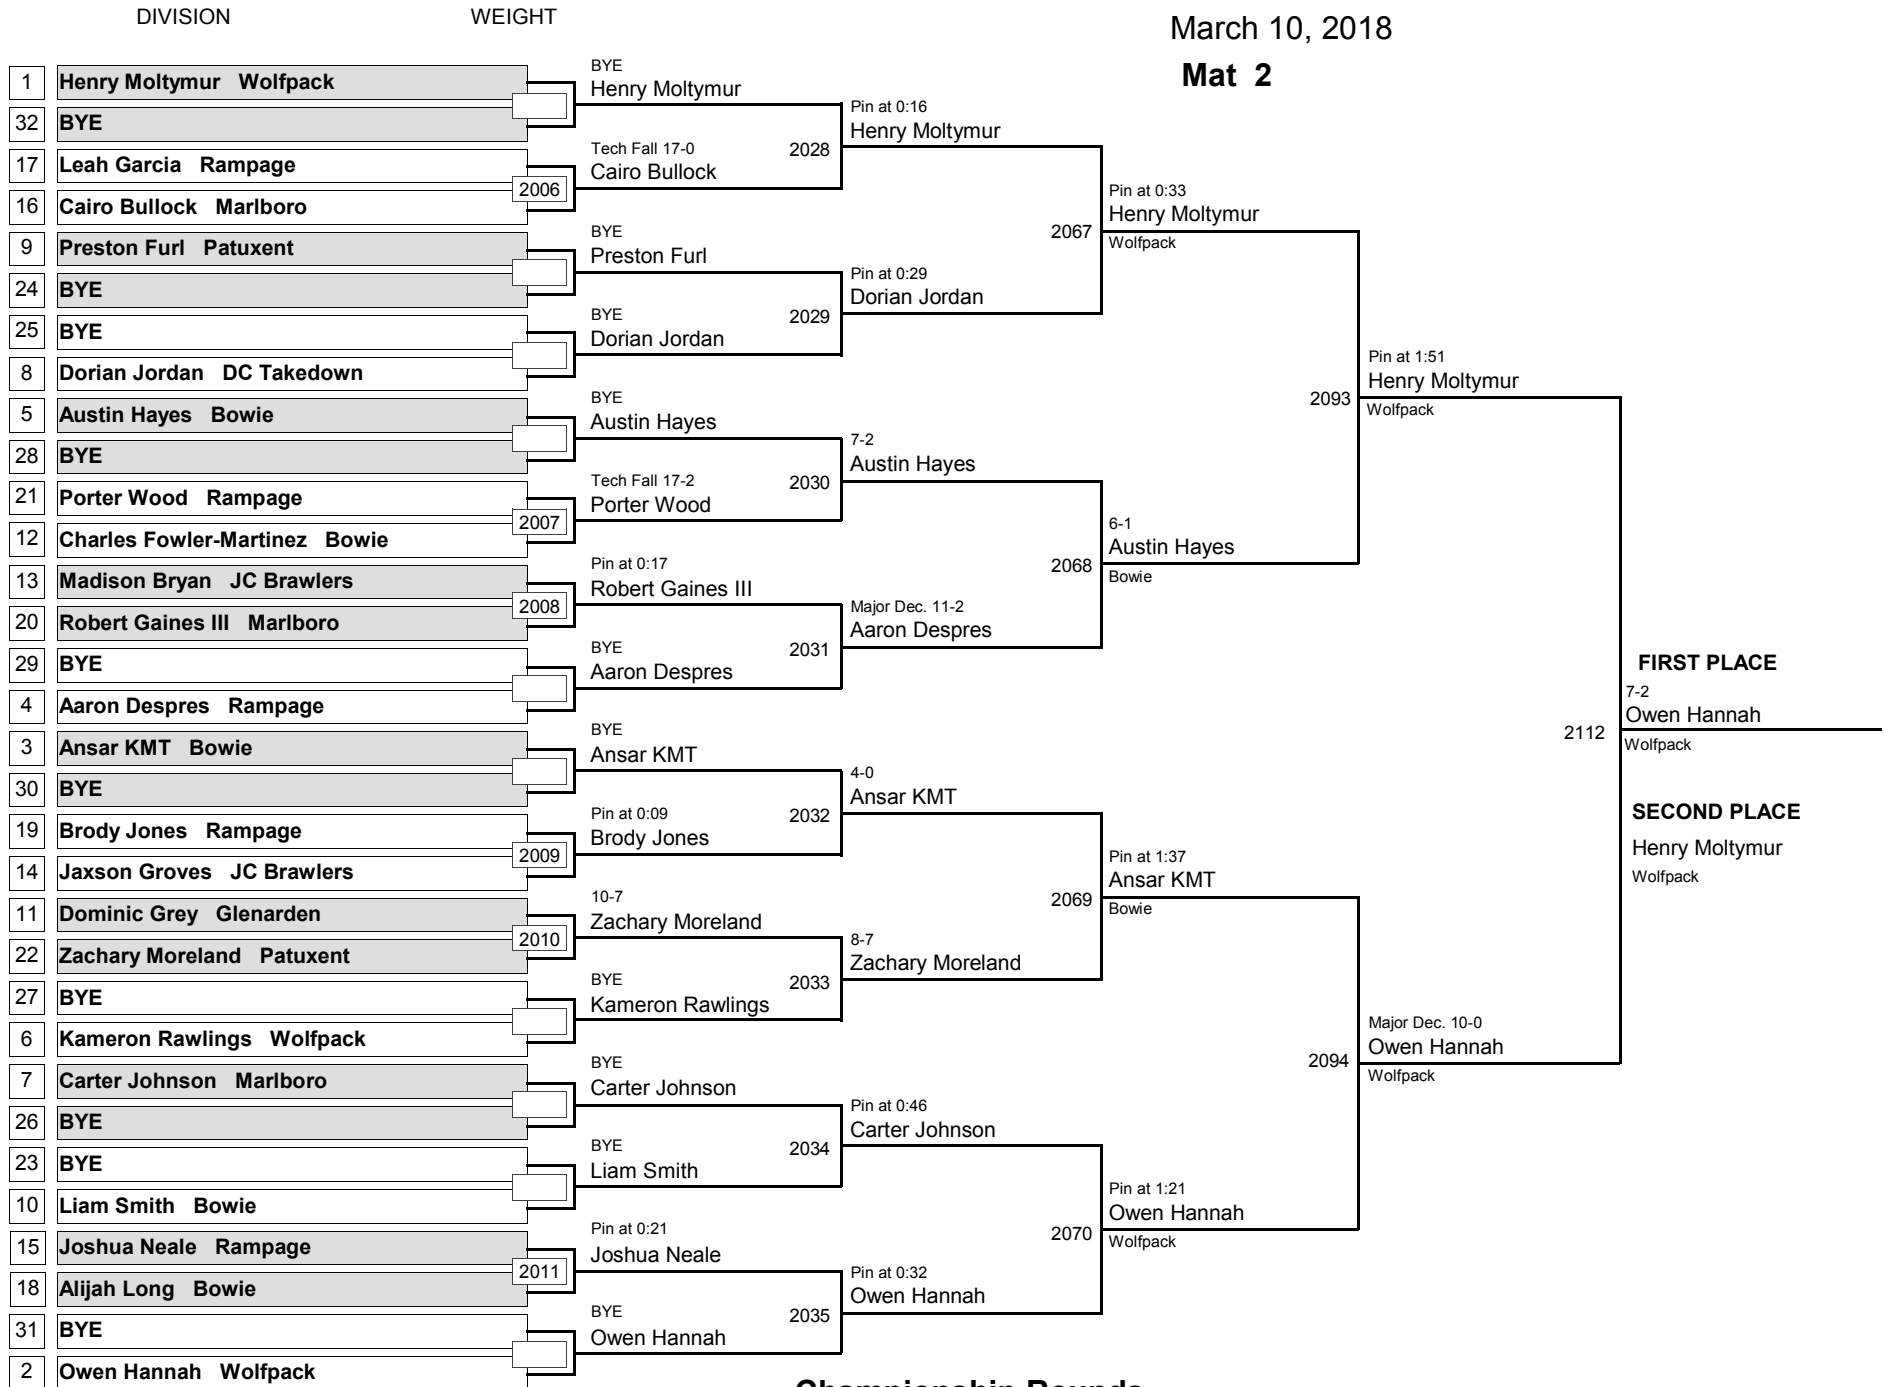 DIVISION WEIGHT
March 10, 2018
Mat 2
1 Henry Moltymur Wolfpack
32 BYE
17 Leah Garcia Rampage
2006
16 Cairo Bullock Marlboro
9 Preston Furl Patuxent
24 BYE
25 BYE
8 Dorian Jordan DC Takedown
5 Austin Hayes Bowie
28 BYE
21 Porter Wood Rampage
2007
12 Charles Fowler-Martinez Bowie
13 Madison Bryan JC Brawlers
2008
20 Robert Gaines III Marlboro
29 BYE
4 Aaron Despres Rampage
3 Ansar KMT Bowie
30 BYE
19 Brody Jones Rampage
2009
14 Jaxson Groves JC Brawlers
11 Dominic Grey Glenarden
2010
22 Zachary Moreland Patuxent
27 BYE
6 Kameron Rawlings Wolfpack
7 Carter Johnson Marlboro
26 BYE
23 BYE
10 Liam Smith Bowie
15 Joshua Neale Rampage
2011
18 Alijah Long Bowie
31 BYE
2 Owen Hannah Wolfpack
BYE
Henry Moltymur
2028
Tech Fall 17-0
Cairo Bullock
BYE
Preston Furl
2029
BYE
Dorian Jordan
BYE
Austin Hayes
2030
Tech Fall 17-2
Porter Wood
Pin at 0:17
Robert Gaines III
2031
BYE
Aaron Despres
BYE
Ansar KMT
2032
Pin at 0:09
Brody Jones
10-7
Zachary Moreland
2033
BYE
Kameron Rawlings
BYE
Carter Johnson
2034
BYE
Liam Smith
Pin at 0:21
Joshua Neale
2035
BYE
Owen Hannah
Pin at 0:16
Henry Moltymur
2067
Pin at 0:29
Dorian Jordan
7-2
Austin Hayes
2068
Major Dec. 11-2
Aaron Despres
4-0
Ansar KMT
2069
8-7
Zachary Moreland
Pin at 0:46
Carter Johnson
2070
Pin at 0:32
Owen Hannah
Pin at 0:33
Henry Moltymur
Wolfpack
2093
6-1
Austin Hayes
Bowie
Pin at 1:37
Ansar KMT
Bowie
2094
Pin at 1:21
Owen Hannah
Wolfpack
Pin at 1:51
Henry Moltymur
Wolfpack
2112
Major Dec. 10-0
Owen Hannah
Wolfpack
FIRST PLACE
7-2
Owen Hannah
Wolfpack
SECOND PLACE
Henry Moltymur
Wolfpack
Championship Rounds